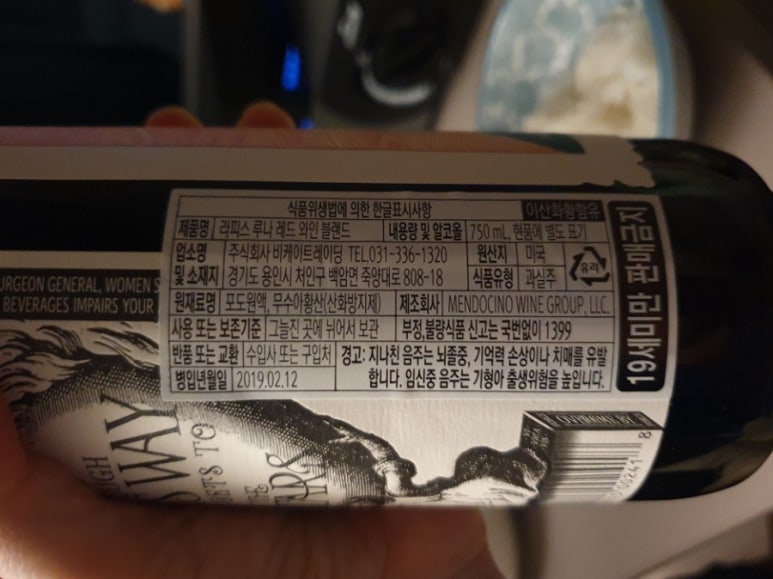 식품위생법에 의한 한글표시사항 이산화황함유
제품명 라피스 루나 레드 와인 블랜드 내용량 및 알코올 750 mL, 현품에 별도 표기
업소명 및 소재지 주식회사 비케이트레이딩 TEL.031-336-1320 원산지 미국
경기도 용인시 처인구 백암면 죽양대로 808-18 식품유형 과실주
유리
원재료명 포도원액, 무수아황산(산화방지제) 제조회사 MENDOCINO WINE GROUP, LLC.
사용 또는 보존기준 그늘진 곳에 뉘어서 보관 부정,불량식품 신고는 국번없이 1399
반품 또는 교환 수입사 또는 구입처 경고: 지나친 음주는 뇌졸중, 기억력 손상이나 치매를 유발
합니다. 임신중 음주는 기형아 출생위험을 높입니다.
병입년월일 2019.02.12
19세미만 판매금지
URGEON GENERAL, WOMEN S
BEVERAGES IMPAIRS YOUR
WAY
TO
00241 8